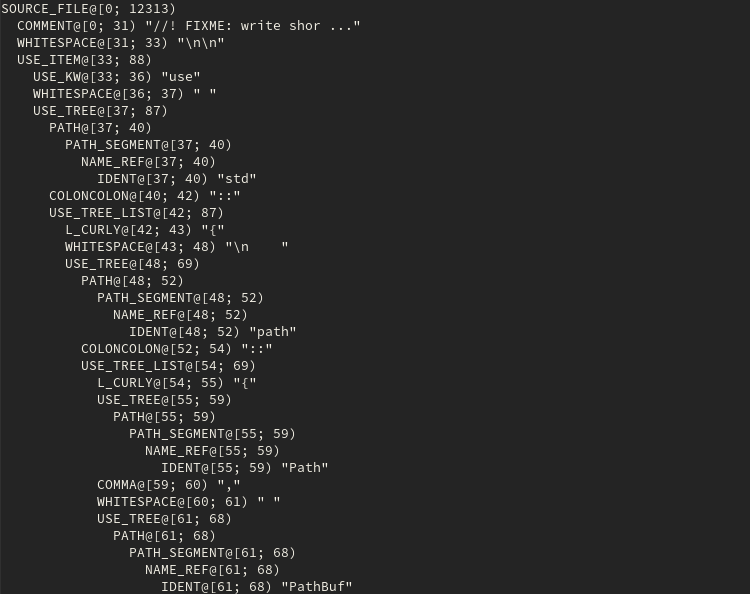 SOURCE_FILE@[0; 12313)
  COMMENT@[0; 31) "//! FIXME: write shor ..."
  WHITESPACE@[31; 33) "\n\n"
  USE_ITEM@[33; 88)
    USE_KW@[33; 36) "use"
    WHITESPACE@[36; 37) " "
    USE_TREE@[37; 87)
      PATH@[37; 40)
        PATH_SEGMENT@[37; 40)
          NAME_REF@[37; 40)
            IDENT@[37; 40) "std"
      COLONCOLON@[40; 42) "::"
      USE_TREE_LIST@[42; 87)
        L_CURLY@[42; 43) "{"
        WHITESPACE@[43; 48) "\n    "
        USE_TREE@[48; 69)
          PATH@[48; 52)
            PATH_SEGMENT@[48; 52)
              NAME_REF@[48; 52)
                IDENT@[48; 52) "path"
          COLONCOLON@[52; 54) "::"
          USE_TREE_LIST@[54; 69)
            L_CURLY@[54; 55) "{"
            USE_TREE@[55; 59)
              PATH@[55; 59)
                PATH_SEGMENT@[55; 59)
                  NAME_REF@[55; 59)
                    IDENT@[55; 59) "Path"
            COMMA@[59; 60) ","
            WHITESPACE@[60; 61) " "
            USE_TREE@[61; 68)
              PATH@[61; 68)
                PATH_SEGMENT@[61; 68)
                  NAME_REF@[61; 68)
                    IDENT@[61; 68) "PathBuf"